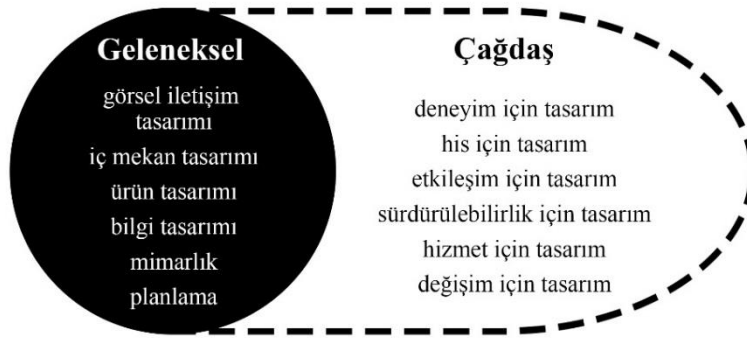 Geleneksel
görsel iletişim
tasarımı
iç mekan tasarımı
ürün tasarımı
bilgi tasarımı
mimarlık
planlama
Çağdaş
deneyim için tasarım
his için tasarım
etkileşim için tasarım
sürdürülebilirlik için tasarım
hizmet için tasarım
değişim için tasarım